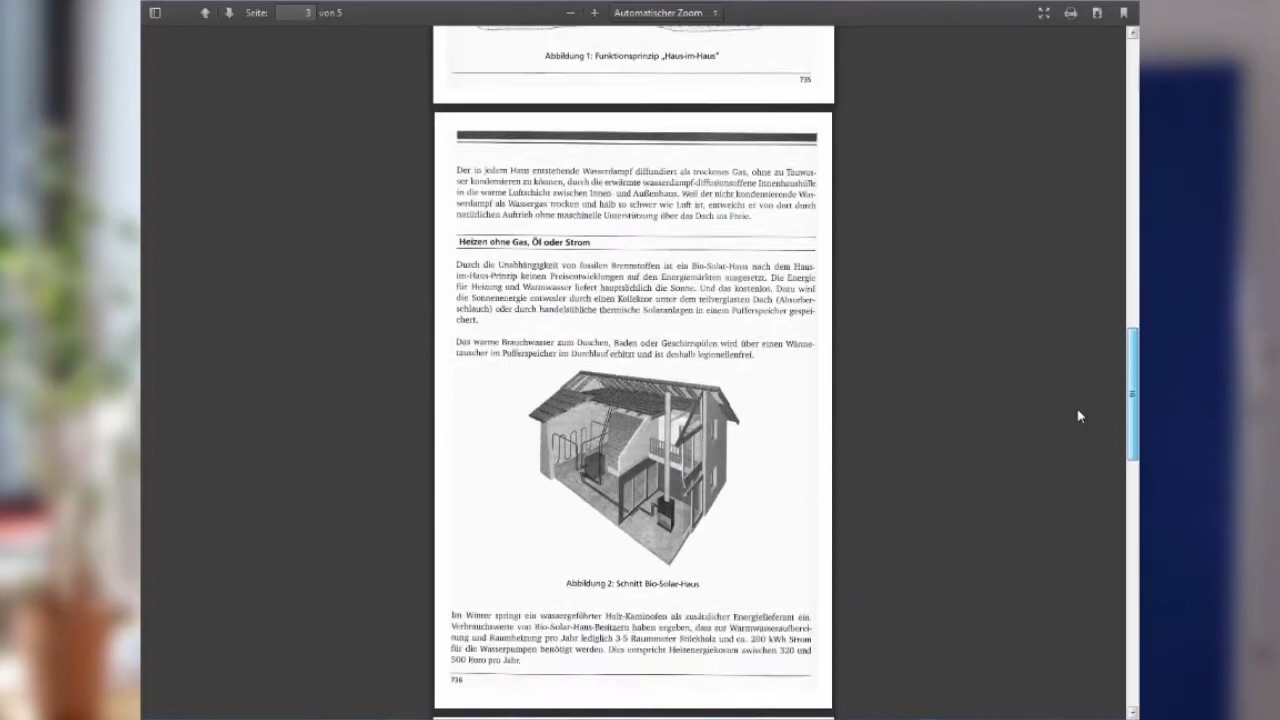 Seite: 3 von 5
Automatischer Zoom
Abbildung 1: Funktionsprinzip „Haus-im-Haus"
735
Der in jedem Haus entstehende Wasserdampf diffundiert als trockenes Gas, ohne zu Tauwas-
ser kondensieren zu können, durch die erwärmte wasserdampf-diffusionsoffene Innenhaushülle
in die warme Luftschicht zwischen Innen- und Außenhaus. Weil der nicht kondensierende Was-
serdampf als Wassergas trocken und halb so schwer wie Luft ist, entweicht er von dort durch
natürlichen Auftrieb ohne maschinelle Unterstützung über das Dach ins Freie.
Heizen ohne Gas, Öl oder Strom
Durch die Unabhängigkeit von fossilen Brennstoffen ist ein Bio-Solar-Haus nach dem Haus-
im-Haus-Prinzip keinen Preisentwicklungen auf den Energiemärkten ausgesetzt. Die Energie
für Heizung und Warmwasser liefert hauptsächlich die Sonne. Und das kostenlos. Dazu wird
die Sonnenenergie entweder durch einen Kollektor unter dem teilverglasten Dach (Absorber-
schlauch) oder durch handelsübliche thermische Solaranlagen in einem Pufferspeicher gespei-
chert.
Das warme Brauchwasser zum Duschen, Baden oder Geschirrspülen wird über einen Wärme-
tauscher im Pufferspeicher im Durchlauf erhitzt und ist deshalb legionellenfrei.
Abbildung 2: Schnitt Bio-Solar-Haus
Im Winter springt ein wassergeführter Holz-Kaminofen als zusätzlicher Energielieferant ein.
Verbrauchswerte von Bio-Solar-Haus-Besitzern haben ergeben, dass zur Warmwasseraufberei-
tung und Raumheizung pro Jahr lediglich 3-5 Raummeter Stückholz und ca. 200 kWh Strom
für die Wasserpumpen benötigt werden. Dies entspricht Heizenergiekosten zwischen 320 und
500 Euro pro Jahr.
736